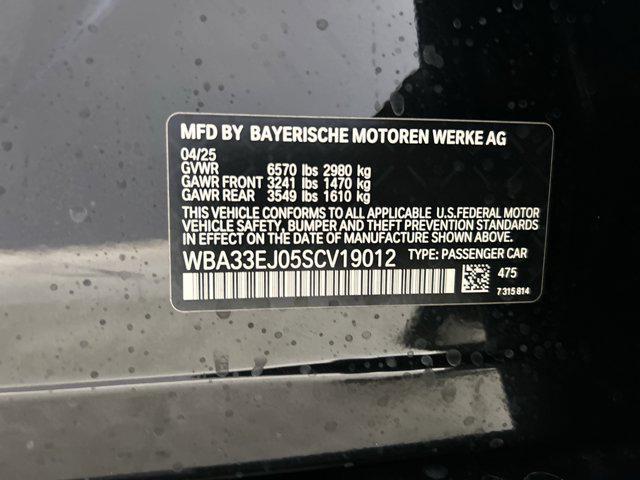 MFD BY BAYERISCHE MOTOREN WERKE AG
04/25
GVWR 6570 lbs 2980 kg
GAWR FRONT 3241 lbs 1470 kg
GAWR REAR 3549 lbs 1610 kg
THIS VEHICLE CONFORMS TO ALL APPLICABLE U.S.FEDERAL MOTOR
VEHICLE SAFETY, BUMPER AND THEFT PREVENTION STANDARDS
IN EFFECT ON THE DATE OF MANUFACTURE SHOWN ABOVE.
WBA33EJ05SCV19012 TYPE: PASSENGER CAR
475
7 315 814